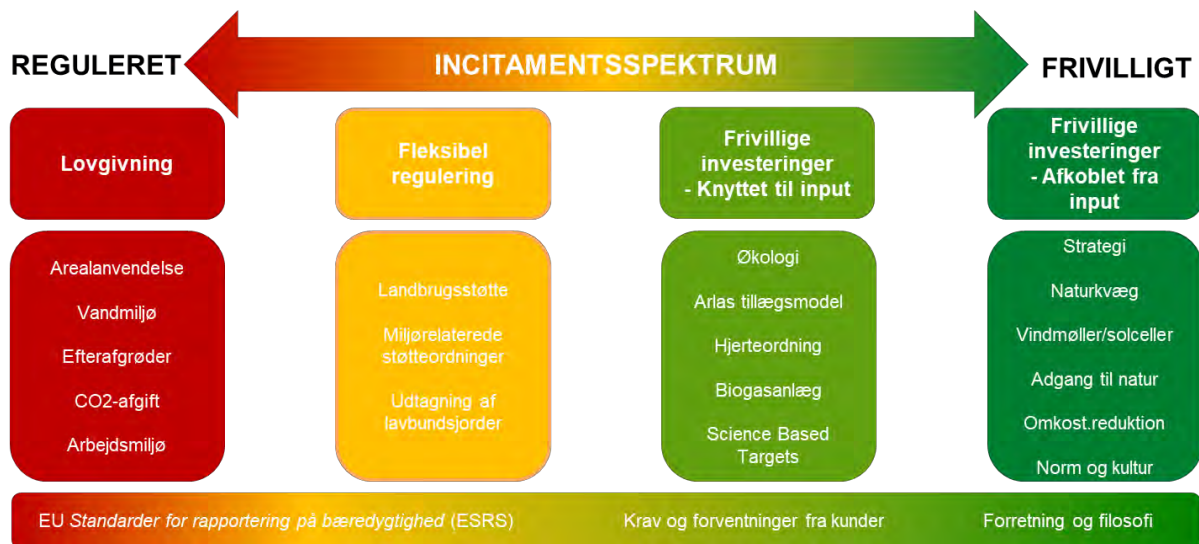 REGULERET
INCITAMENTSSPEKTRUM
FRIVILLIGT
Lovgivning
Arealanvendelse
Vandmiljø
Efterafgrøder
CO2-afgift
Arbejdsmiljø
Fleksibel
regulering
Landbrugsstøtte
Miljørelaterede
støtteordninger
Udtagning af
lavbundsjorder
Frivillige
investeringer
- Knyttet til input
Økologi
Arlas tillægsmodel
Hjerteordning
Biogasanlæg
Science Based
Targets
Frivillige
investeringer
- Afkoblet fra
input
Strategi
Naturkvæg
Vindmøller/solceller
Adgang til natur
Omkost.reduktion
Norm og kultur
EU Standarder for rapportering på bæredygtighed (ESRS)
Krav og forventninger fra kunder
Forretning og filosofi